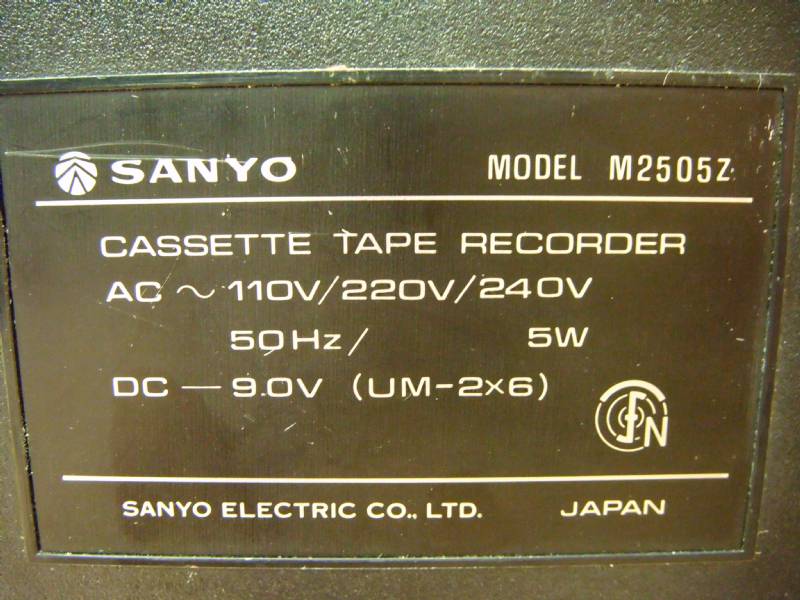 SANYO MODEL M2505Z
CASSETTE TAPE RECORDER
AC ~ 110V/220V/240V
50Hz/ 5W
DC — 9.0V (UM-2×6)
FN
SANYO ELECTRIC CO., LTD. JAPAN